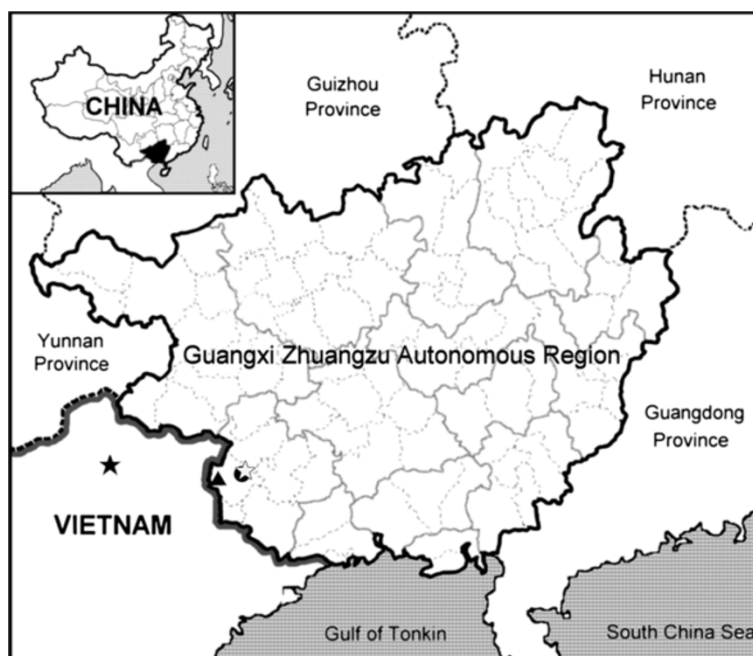 CHINA
Guizhou
Province
Hunan
Province
Yunnan
Province
Guangxi Zhuangzu Autonomous Region
Guangdong
Province
VIETNAM
Gulf of Tonkin
South China Sea